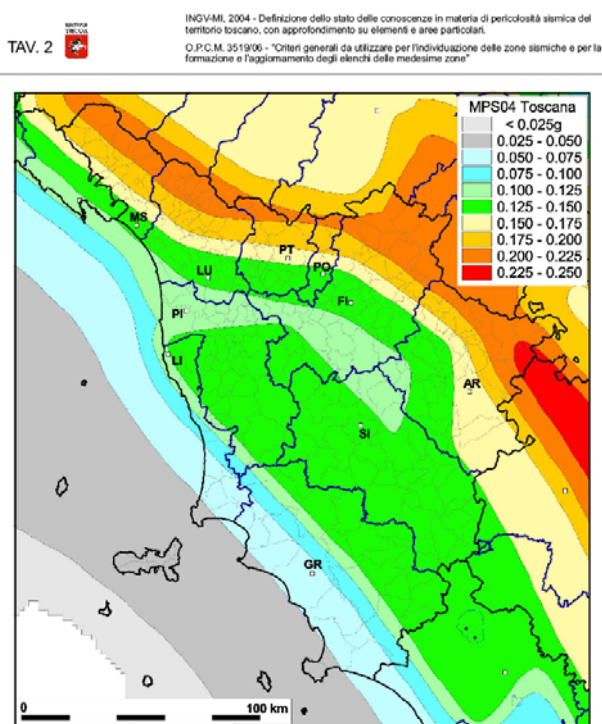 INGV-MI, 2004 - Definizione dello stato delle conoscenze in materia di pericolosità sismica del
territorio toscano, con approfondimento su elementi e aree particolari.
TAV. 2
O.P.C.M. 3519/06 - "Criteri generali da utilizzare per l'individuazione delle zone sismiche e per la
formazione e l'aggiornamento degli elenchi delle medesime zone"
MPS04 Toscana
< 0.025g
0.025 - 0.050
0.050 - 0.075
0.075 - 0.100
0.100 - 0.125
0.125 - 0.150
0.150 - 0.175
0.175 - 0.200
0.200 - 0.225
0.225 - 0.250
MS
PT
LU
PO
FI
PI
LI
AR
SI
GR
0
100 km